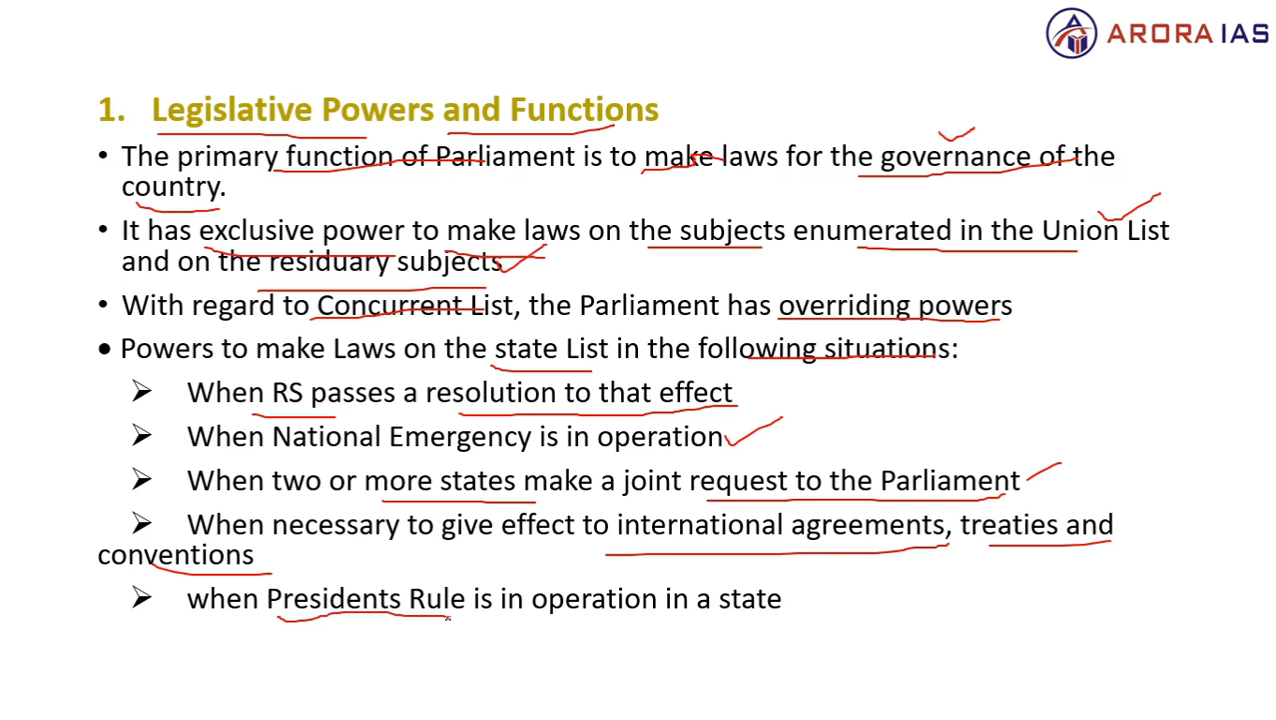 ARORA IAS
1. Legislative Powers and Functions
• The primary function of Parliament is to make laws for the governance of the
country.
• It has exclusive power to make laws on the subjects enumerated in the Union List
and on the residuary subjects
• With regard to Concurrent List, the Parliament has overriding powers
• Powers to make Laws on the state List in the following situations:
➢ When RS passes a resolution to that effect
➢ When National Emergency is in operation
➢ When two or more states make a joint request to the Parliament
➢ When necessary to give effect to international agreements, treaties and
conventions
➢ when Presidents Rule is in operation in a state